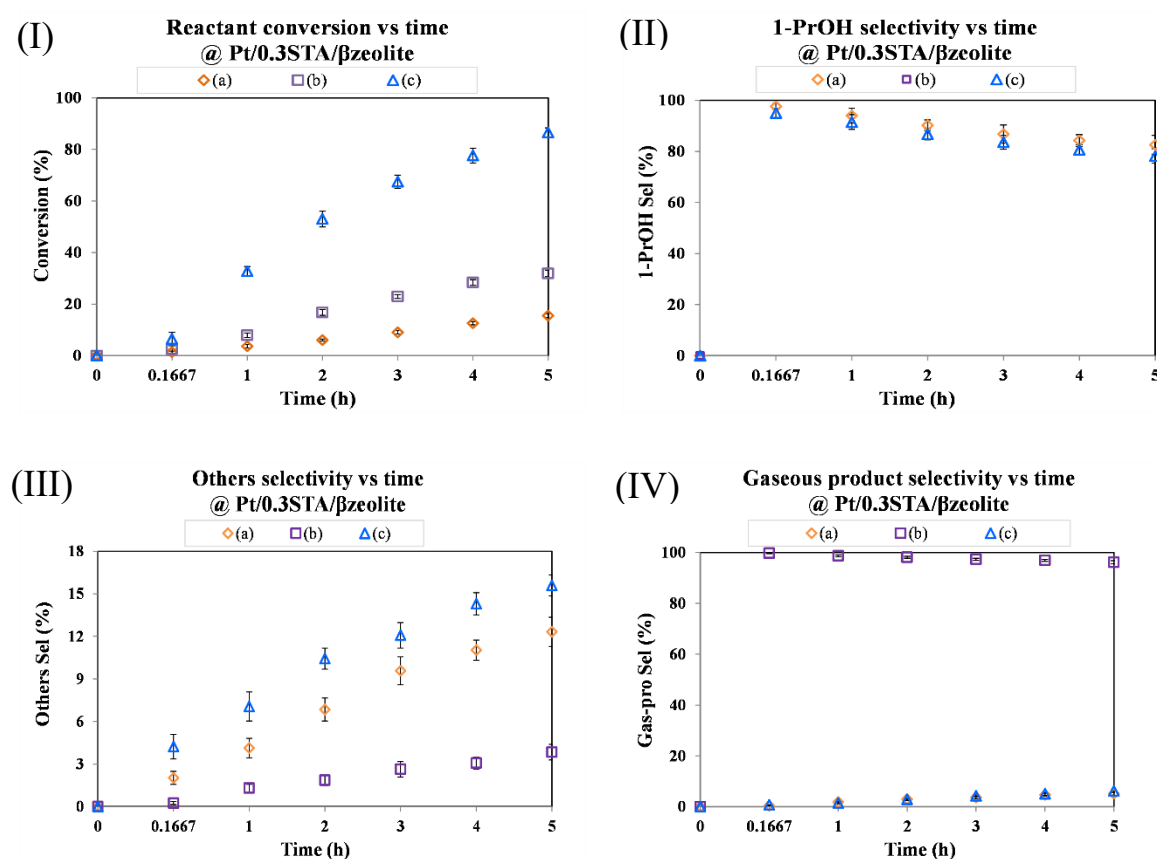 (I)
Reactant conversion vs time
@ Pt/0.3STA/βzeolite
(a) (b) (c)
Conversion (%)
100
80
60
40
20
0
0 0.1667 1 2 3 4 5
Time (h)
(II)
1-PrOH selectivity vs time
@ Pt/0.3STA/βzeolite
(a) (b) (c)
1-PrOH Sel (%)
100
80
60
40
20
0
0 0.1667 1 2 3 4 5
Time (h)
(III)
Others selectivity vs time
@ Pt/0.3STA/βzeolite
(a) (b) (c)
Others Sel (%)
18
15
12
9
6
3
0
0 0.1667 1 2 3 4 5
Time (h)
(IV)
Gaseous product selectivity vs time
@ Pt/0.3STA/βzeolite
(a) (b) (c)
Gas-pro Sel (%)
100
80
60
40
20
0
0 0.1667 1 2 3 4 5
Time (h)